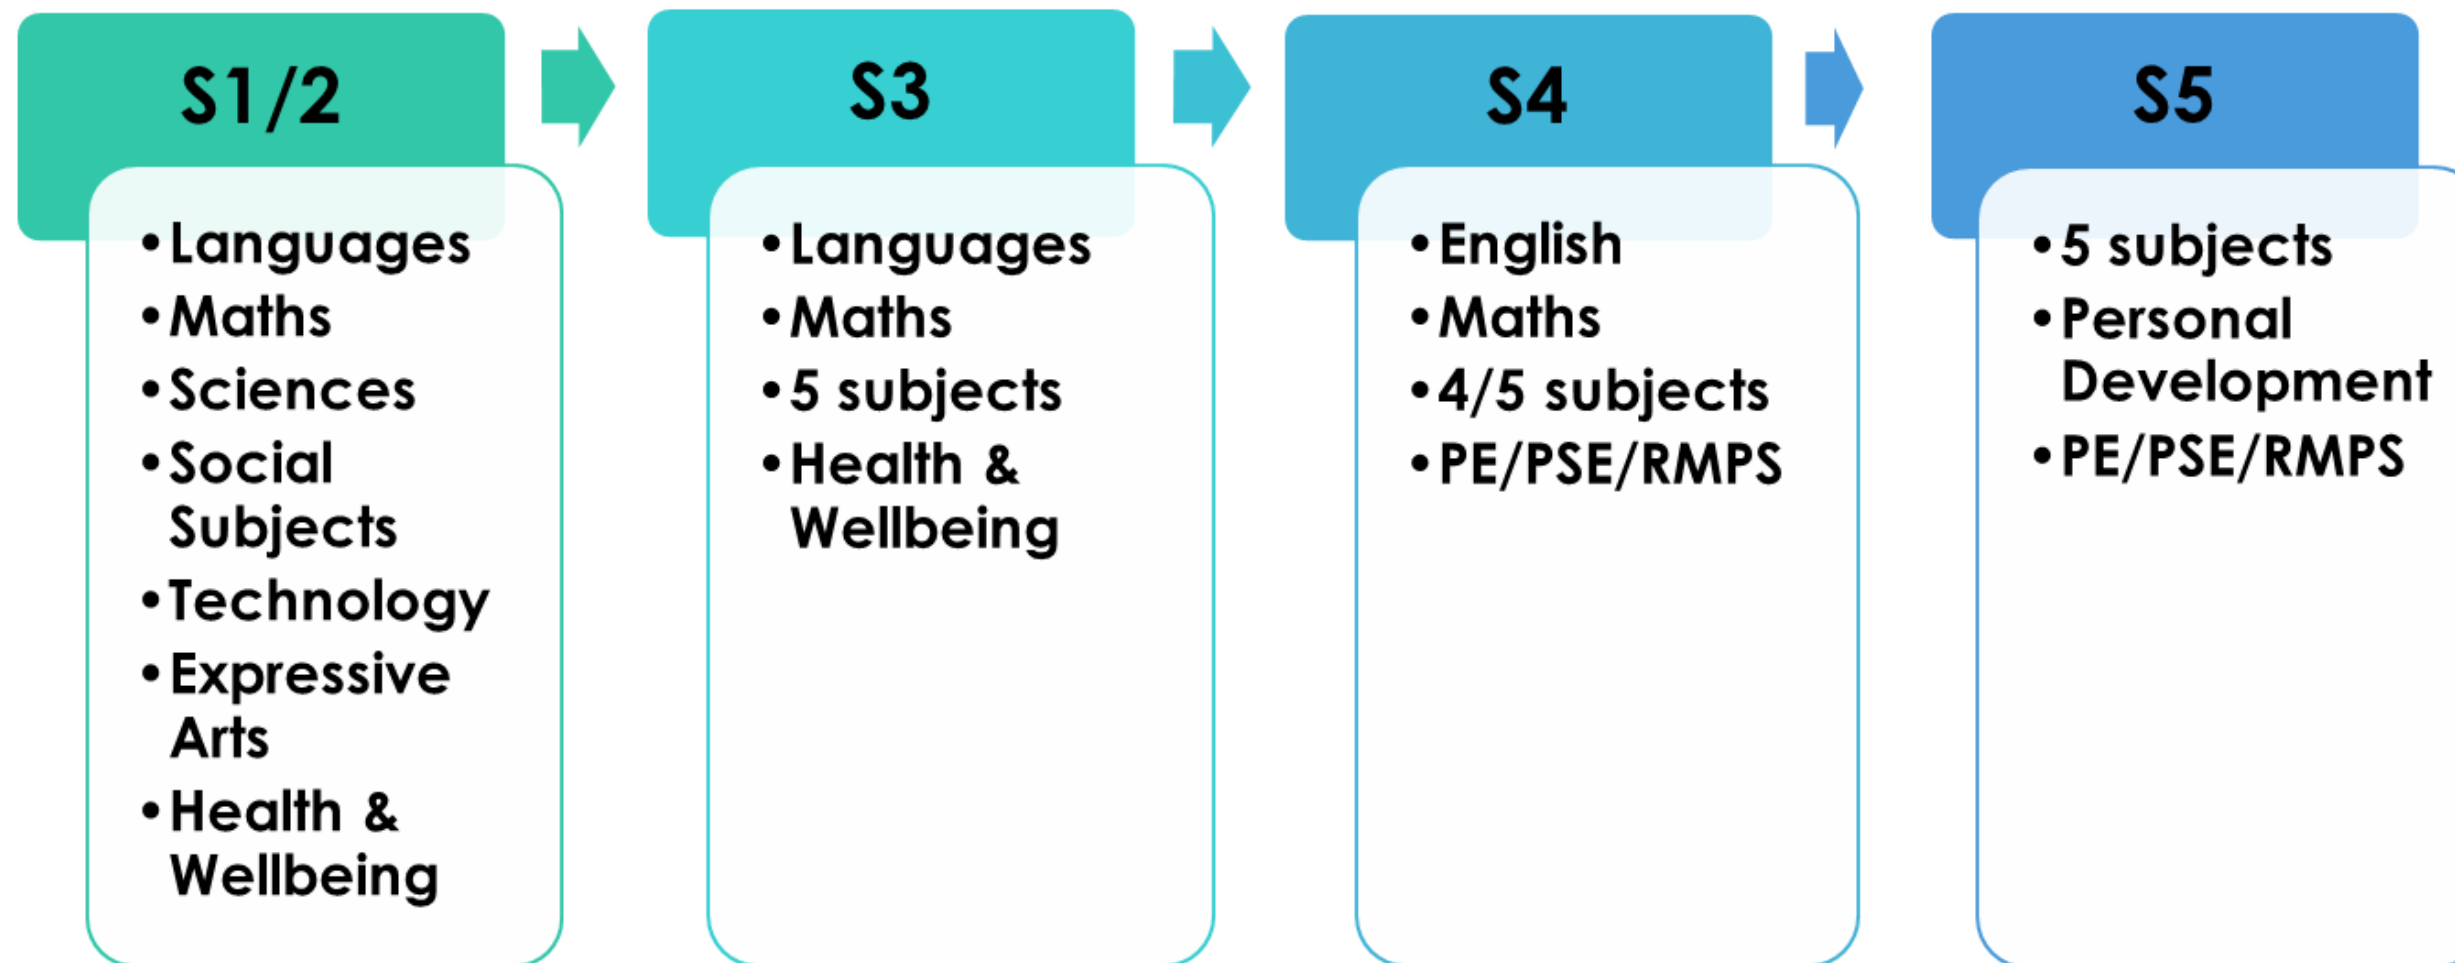 S1/2
•Languages
•Maths
•Sciences
•Social
Subjects
•Technology
•Expressive
Arts
•Health &
Wellbeing
S3
•Languages
•Maths
•5 subjects
•Health &
Wellbeing
S4
•English
•Maths
•4/5 subjects
•PE/PSE/RMPS
S5
•5 subjects
•Personal
Development
•PE/PSE/RMPS